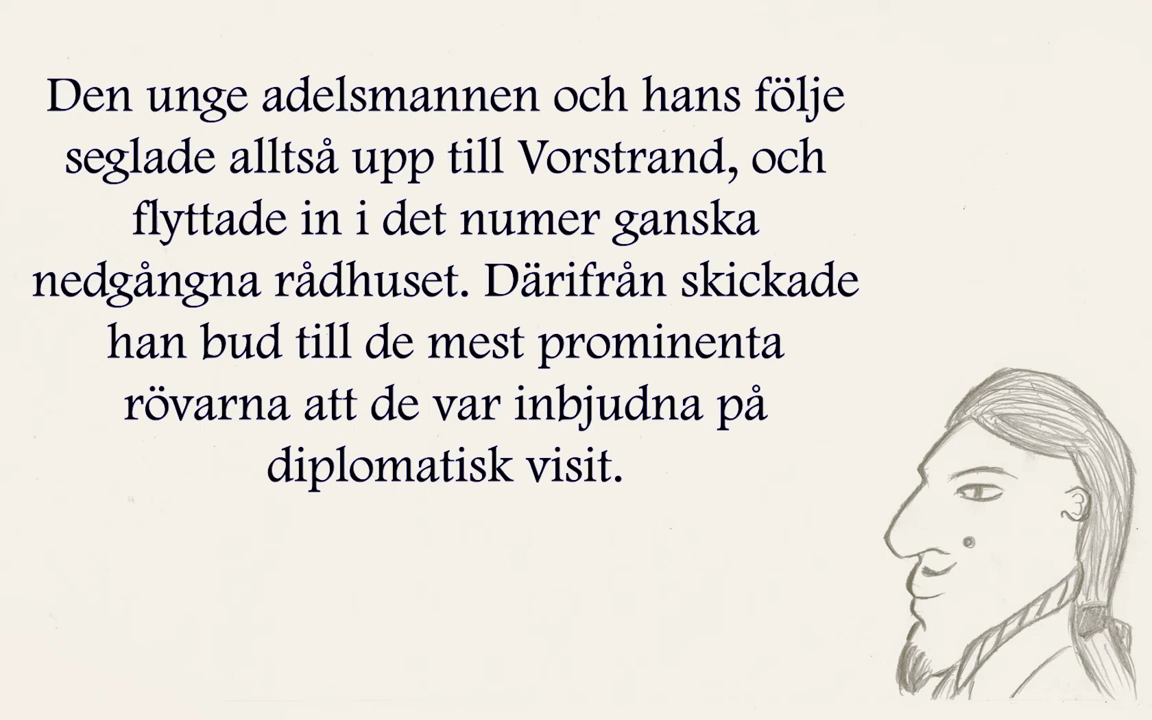 Den unge adelsmannen och hans följe
seglade alltså upp till Vorstrand, och
flyttade in i det numer ganska
nedgångna rådhuset. Därifrån skickade
han bud till de mest prominenta
rövarna att de var inbjudna på
diplomatisk visit.